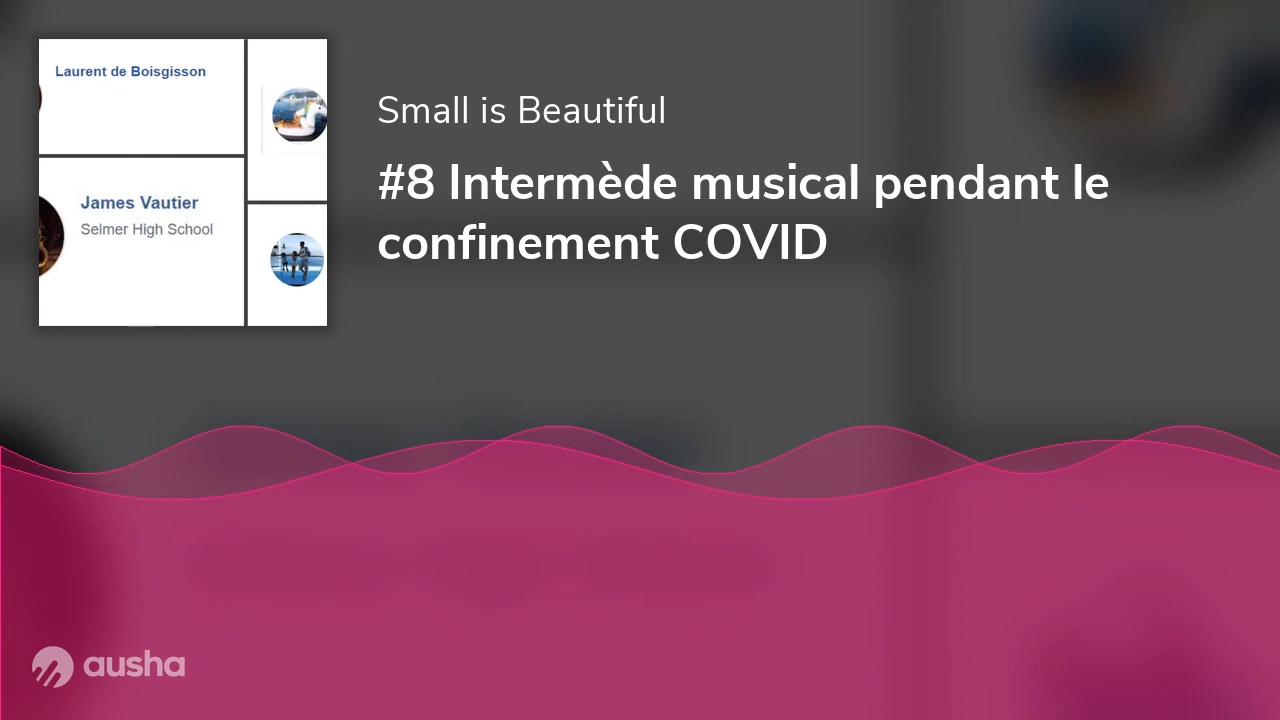 Laurent de Boisgisson
James Vautier
Selmer High School
Small is Beautiful
#8 Intermède musical pendant le
confinement COVID
ausha